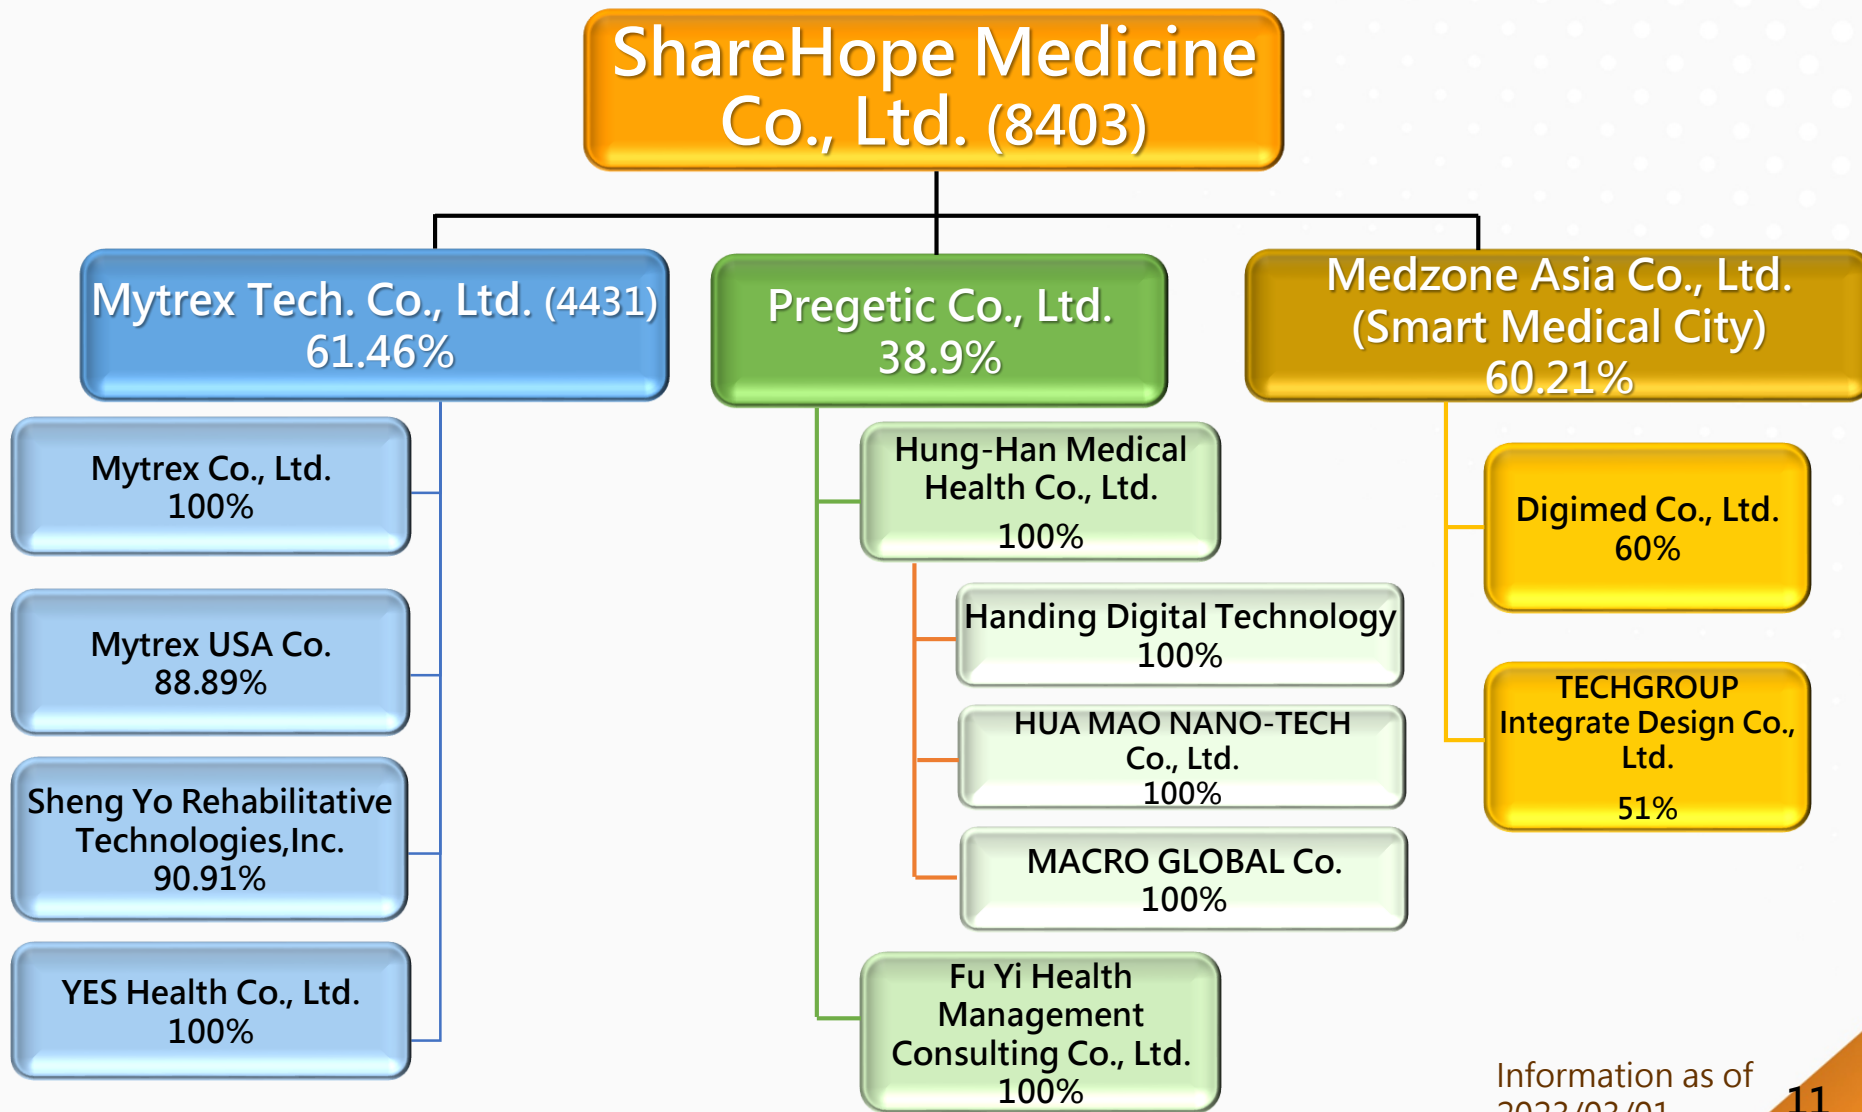 ShareHope Medicine
Co., Ltd. (8403)
Mytrex Tech. Co., Ltd. (4431)
61.46%
Mytrex Co., Ltd.
100%
Mytrex USA Co.
88.89%
Sheng Yo Rehabilitative
Technologies,Inc.
90.91%
YES Health Co., Ltd.
100%
Pregetic Co., Ltd.
38.9%
Hung-Han Medical
Health Co., Ltd.
100%
Handing Digital Technology
100%
HUA MAO NANO-TECH
Co., Ltd.
100%
MACRO GLOBAL Co.
100%
Fu Yi Health
Management
Consulting Co., Ltd.
100%
Medzone Asia Co., Ltd.
(Smart Medical City)
60.21%
Digimed Co., Ltd.
60%
TECHGROUP
Integrate Design Co.,
Ltd.
51%
Information as of
2023/03/01
11